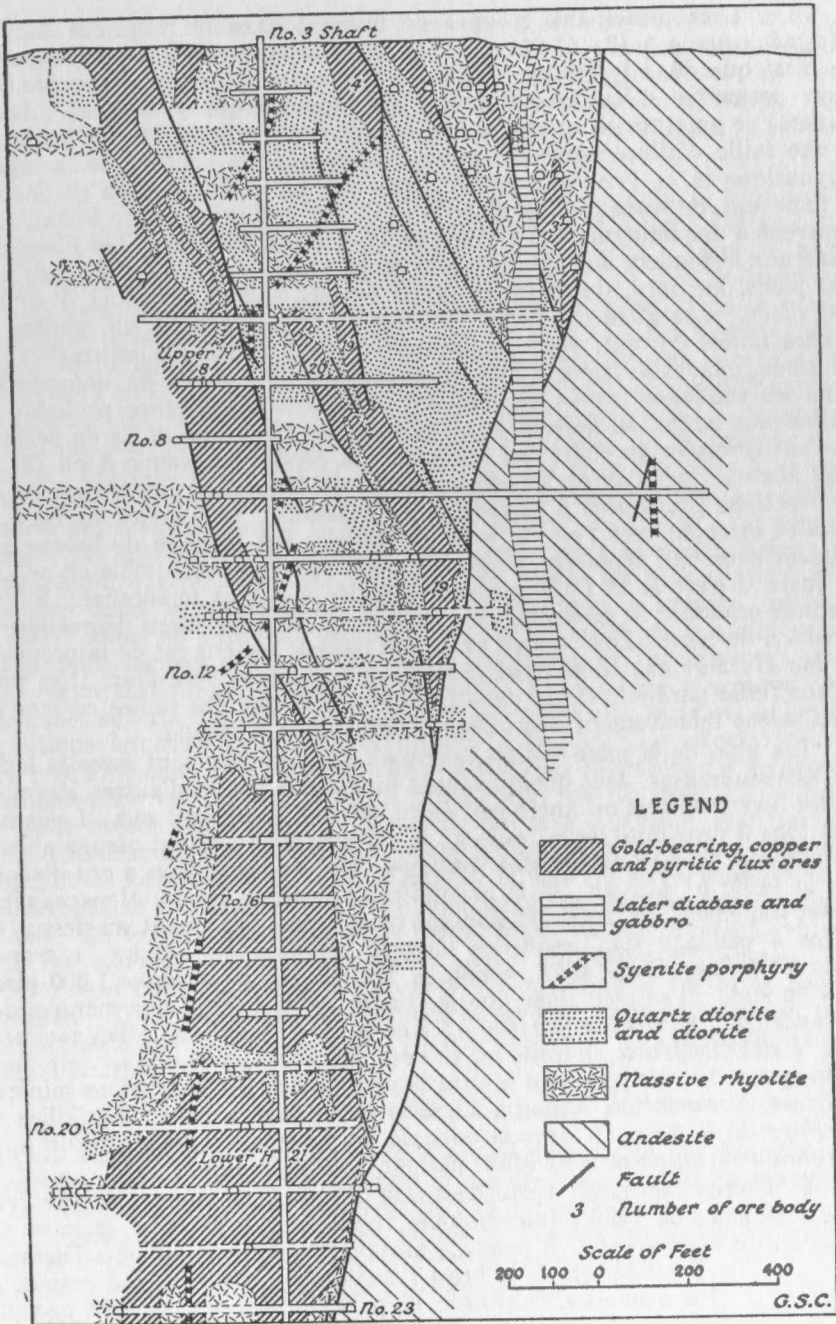 No. 3 Shaft
4
3
3
Upper "H"
8
20
No. 8
19
No. 12
No. 16
No. 20
Lower "H" 21
No. 23
LEGEND
Gold-bearing, copper
and pyritic flux ores
Later diabase and
gabbro
Syenite porphyry
Quartz diorite
and diorite
Massive rhyolite
Andesite
Fault
3 Number of ore body
Scale of Feet
200 100 0 200 400
G.S.C.